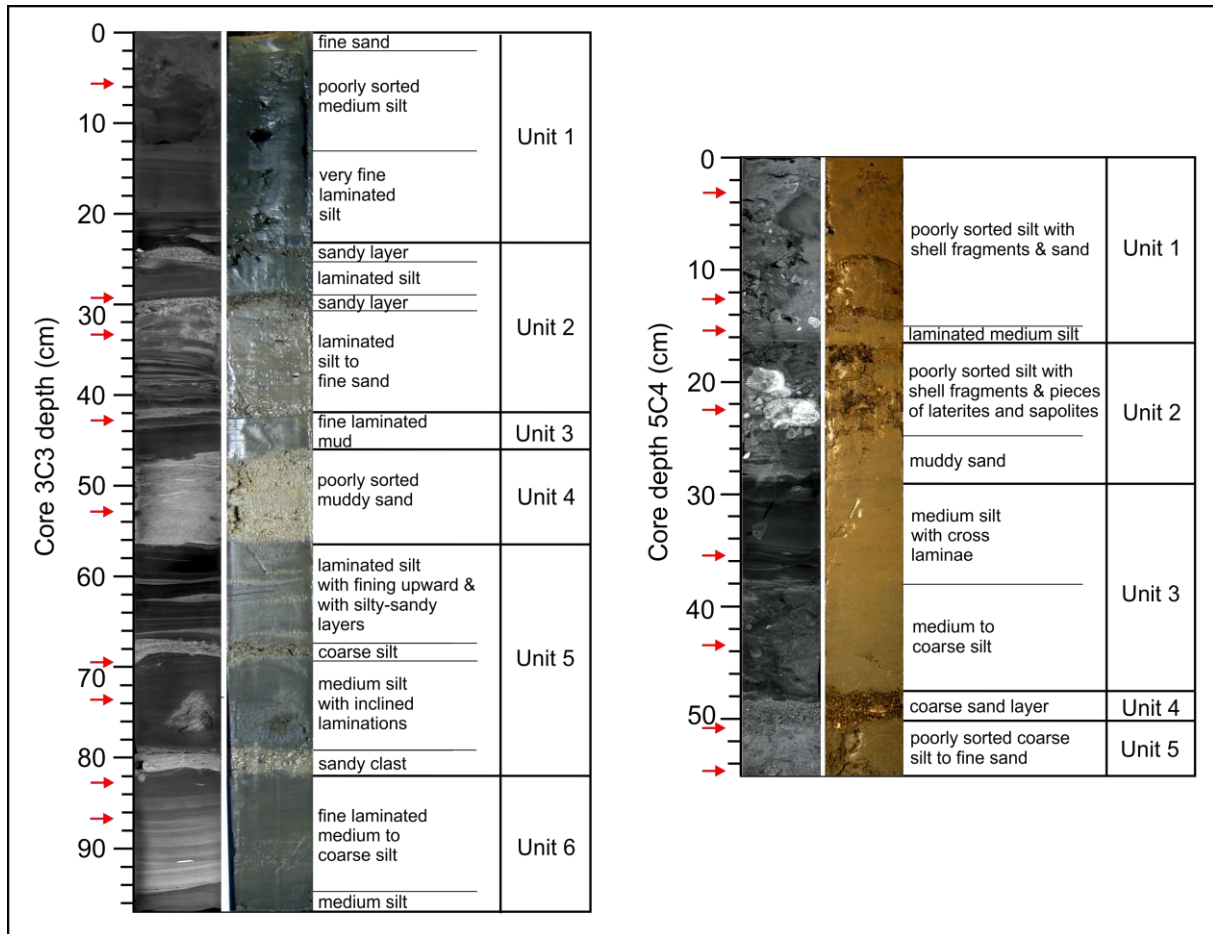 Core 3C3 depth (cm)
0
10
20
30
40
50
60
70
80
90
fine sand
poorly sorted
medium silt
very fine
laminated
silt
Unit 1
sandy layer
laminated silt
sandy layer
laminated
silt to
fine sand
Unit 2
fine laminated
mud
Unit 3
poorly sorted
muddy sand
Unit 4
laminated silt
with fining upward &
with silty-sandy
layers
coarse silt
medium silt
with inclined
laminations
sandy clast
Unit 5
fine laminated
medium to
coarse silt
medium silt
Unit 6
Core depth 5C4 (cm)
0
10
20
30
40
50
poorly sorted silt with
shell fragments & sand
laminated medium silt
Unit 1
poorly sorted silt with
shell fragments & pieces
of laterites and sapolites
muddy sand
Unit 2
medium silt
with cross
laminae
medium to
coarse silt
Unit 3
coarse sand layer
Unit 4
poorly sorted coarse
silt to fine sand
Unit 5